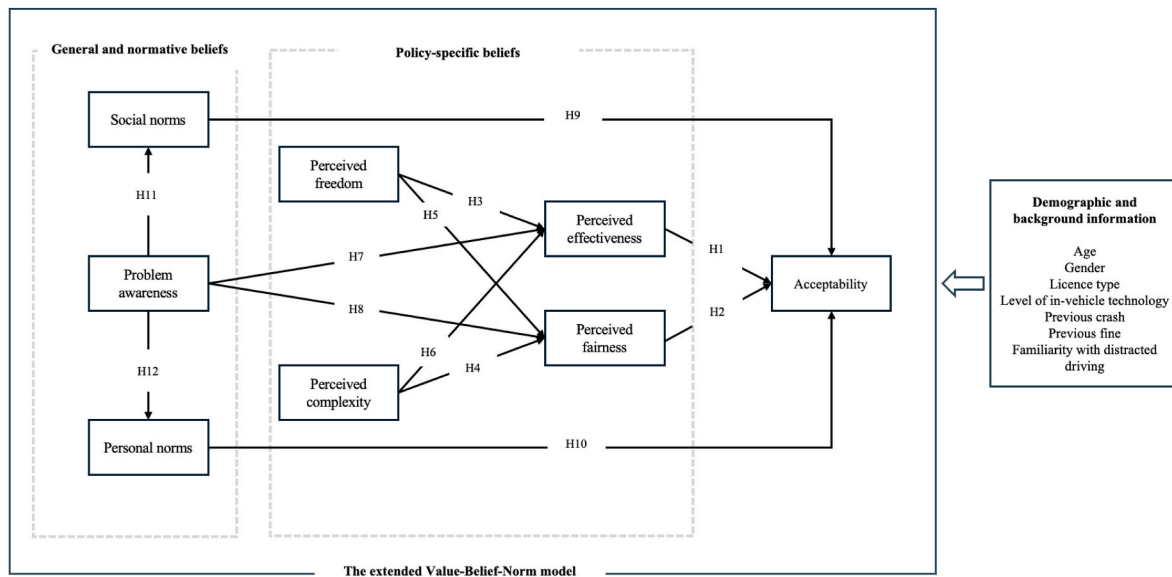 General and normative beliefs
Policy-specific beliefs
Social norms
H9
Perceived
freedom
H3
H11
H5
Perceived
effectiveness
H1
H7
Problem
awareness
Acceptability
H8
H2
Perceived
fairness
H6
H4
H12
Perceived
complexity
Personal norms
H10
The extended Value-Belief-Norm model
Demographic and
background information
Age
Gender
Licence type
Level of in-vehicle technology
Previous crash
Previous fine
Familiarity with distracted
driving